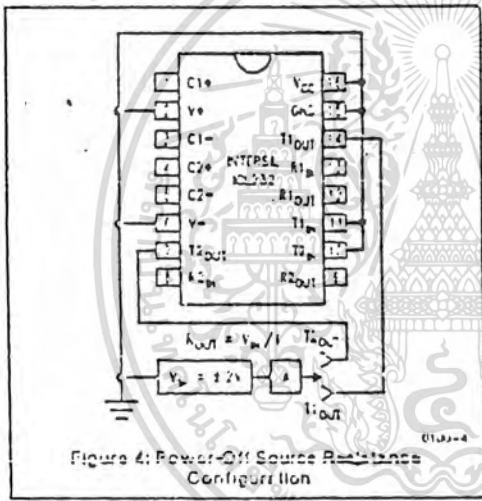 C1+
V+
C1−
C2+
C2−
V−
T2OUT
R2IN
INTERSIL
ICL232
VCC
GND
T1OUT
R1IN
R1OUT
T1IN
T2IN
R2OUT
ROUT = VIN/I
T2OUT
VIN = ±2V
A
T1OUT
Figure 4: Power-Off Source Resistance
Configuration